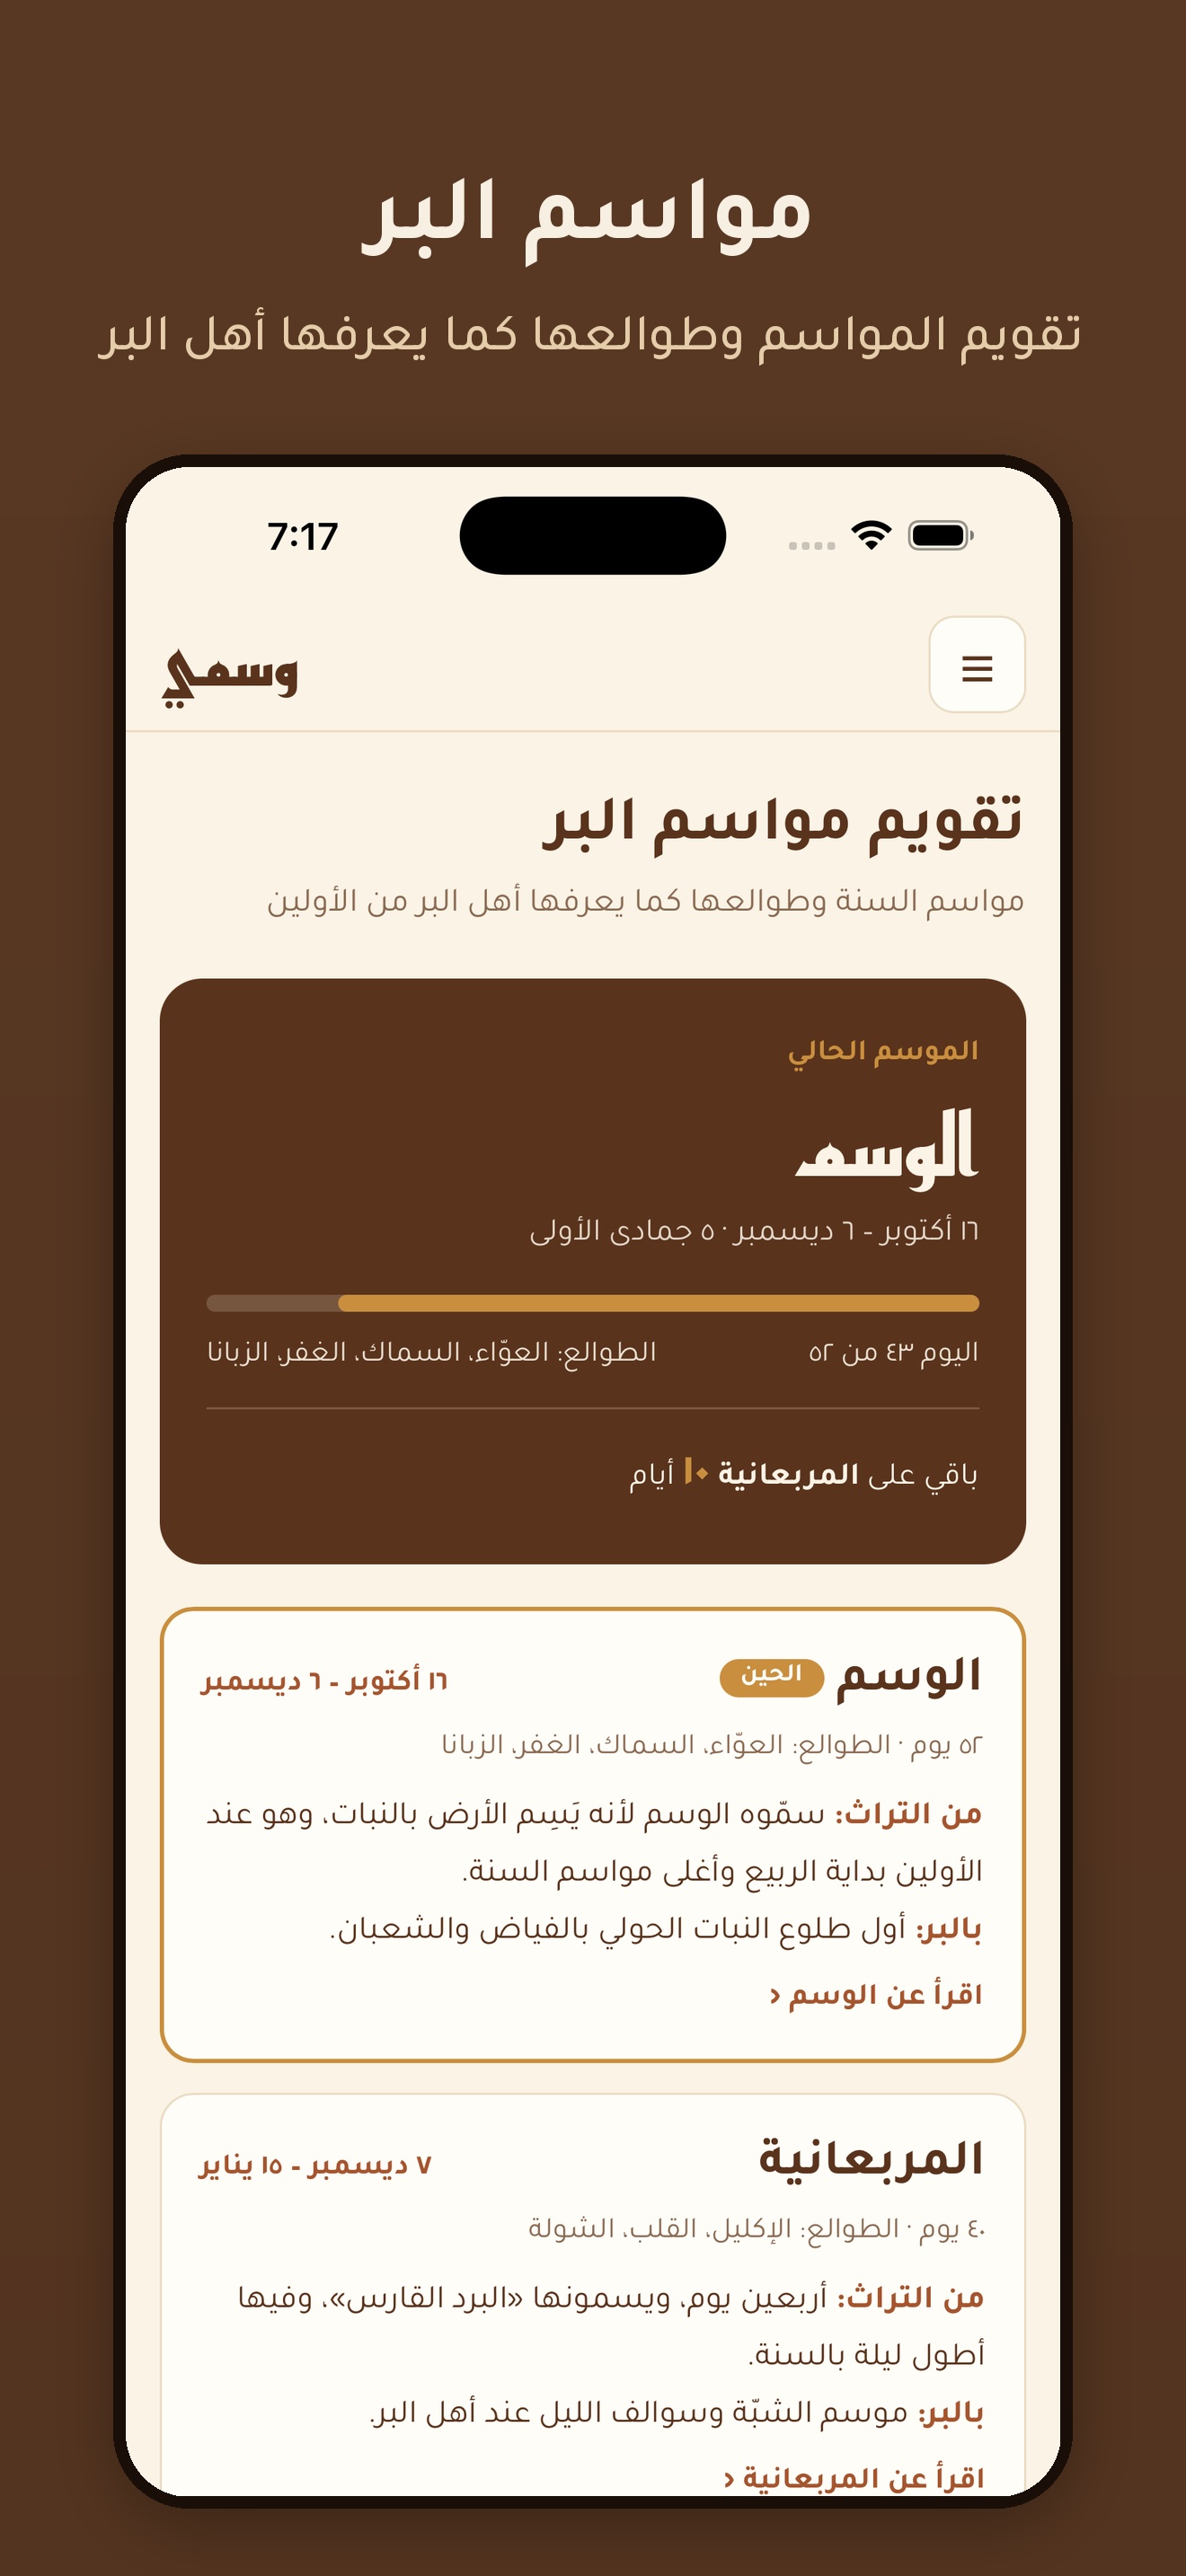 مواسم البر
تقويم المواسم وطوالعها كما يعرفها أهل البر
7:17
وسمي
تقويم مواسم البر
مواسم السنة وطوالعها كما يعرفها أهل البر من الأولين
الموسم الحالي
الوسم
١٦ أكتوبر – ٦ ديسمبر · ٥ جمادى الأولى
اليوم ٤٣ من ٥٢
الطوالع: العوّاء، السماك، الغفر، الزبانا
باقي على المربعانية ١٠ أيام
الوسم الحين ١٦ أكتوبر – ٦ ديسمبر
٥٢ يوم · الطوالع: العوّاء، السماك، الغفر، الزبانا
من التراث: سمّوه الوسم لأنه يَسِم الأرض بالنبات، وهو عند
الأولين بداية الربيع وأغلى مواسم السنة.
بالبر: أول طلوع النبات الحولي بالفياض والشعبان.
اقرأ عن الوسم ‹
المربعانية ٧ ديسمبر – ١٥ يناير
٤٠ يوم · الطوالع: الإكليل، القلب، الشولة
من التراث: أربعين يوم، ويسمونها «البرد القارس»، وفيها
أطول ليلة بالسنة.
بالبر: موسم الشبّة وسوالف الليل عند أهل البر.
اقرأ عن المربعانية ‹